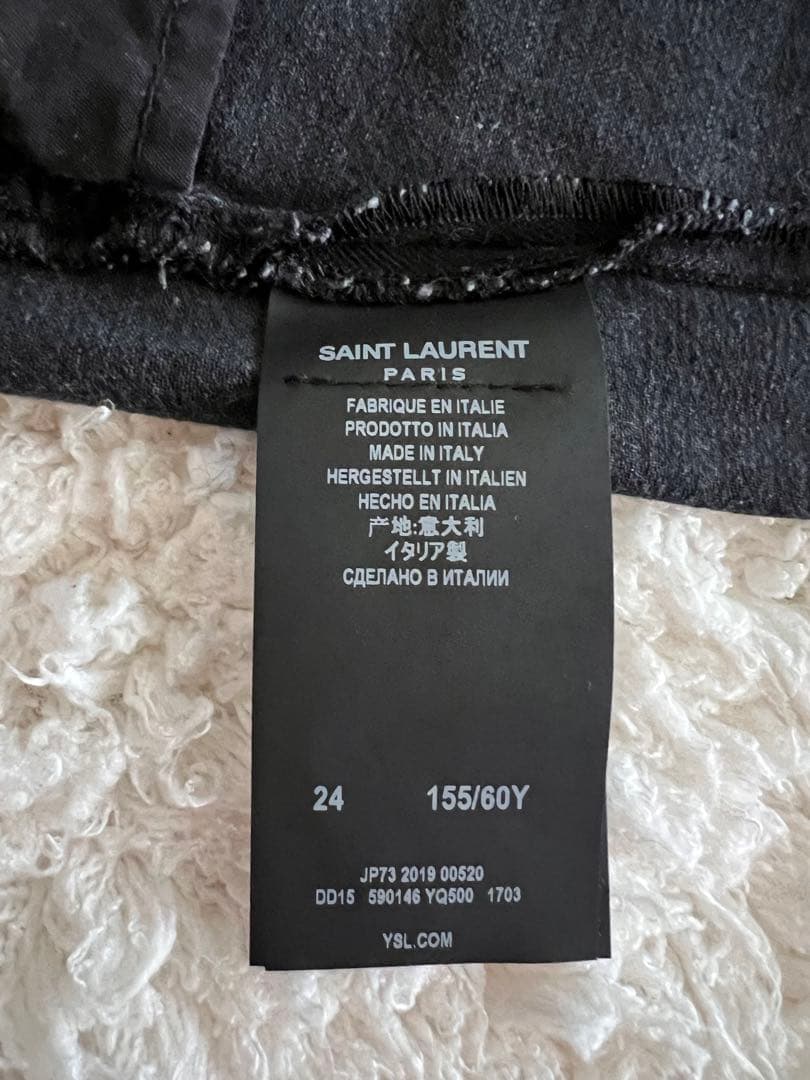 SAINT LAURENT
PARIS
FABRIQUE EN ITALIE
PRODOTTO IN ITALIA
MADE IN ITALY
HERGESTELLT IN ITALIEN
HECHO EN ITALIA
产地:意大利
イタリア製
СДЕЛАНО В ИТАЛИИ
24 155/60Y
JP73 2019 00520
DD15 590146 YQ500 1703
YSL.COM